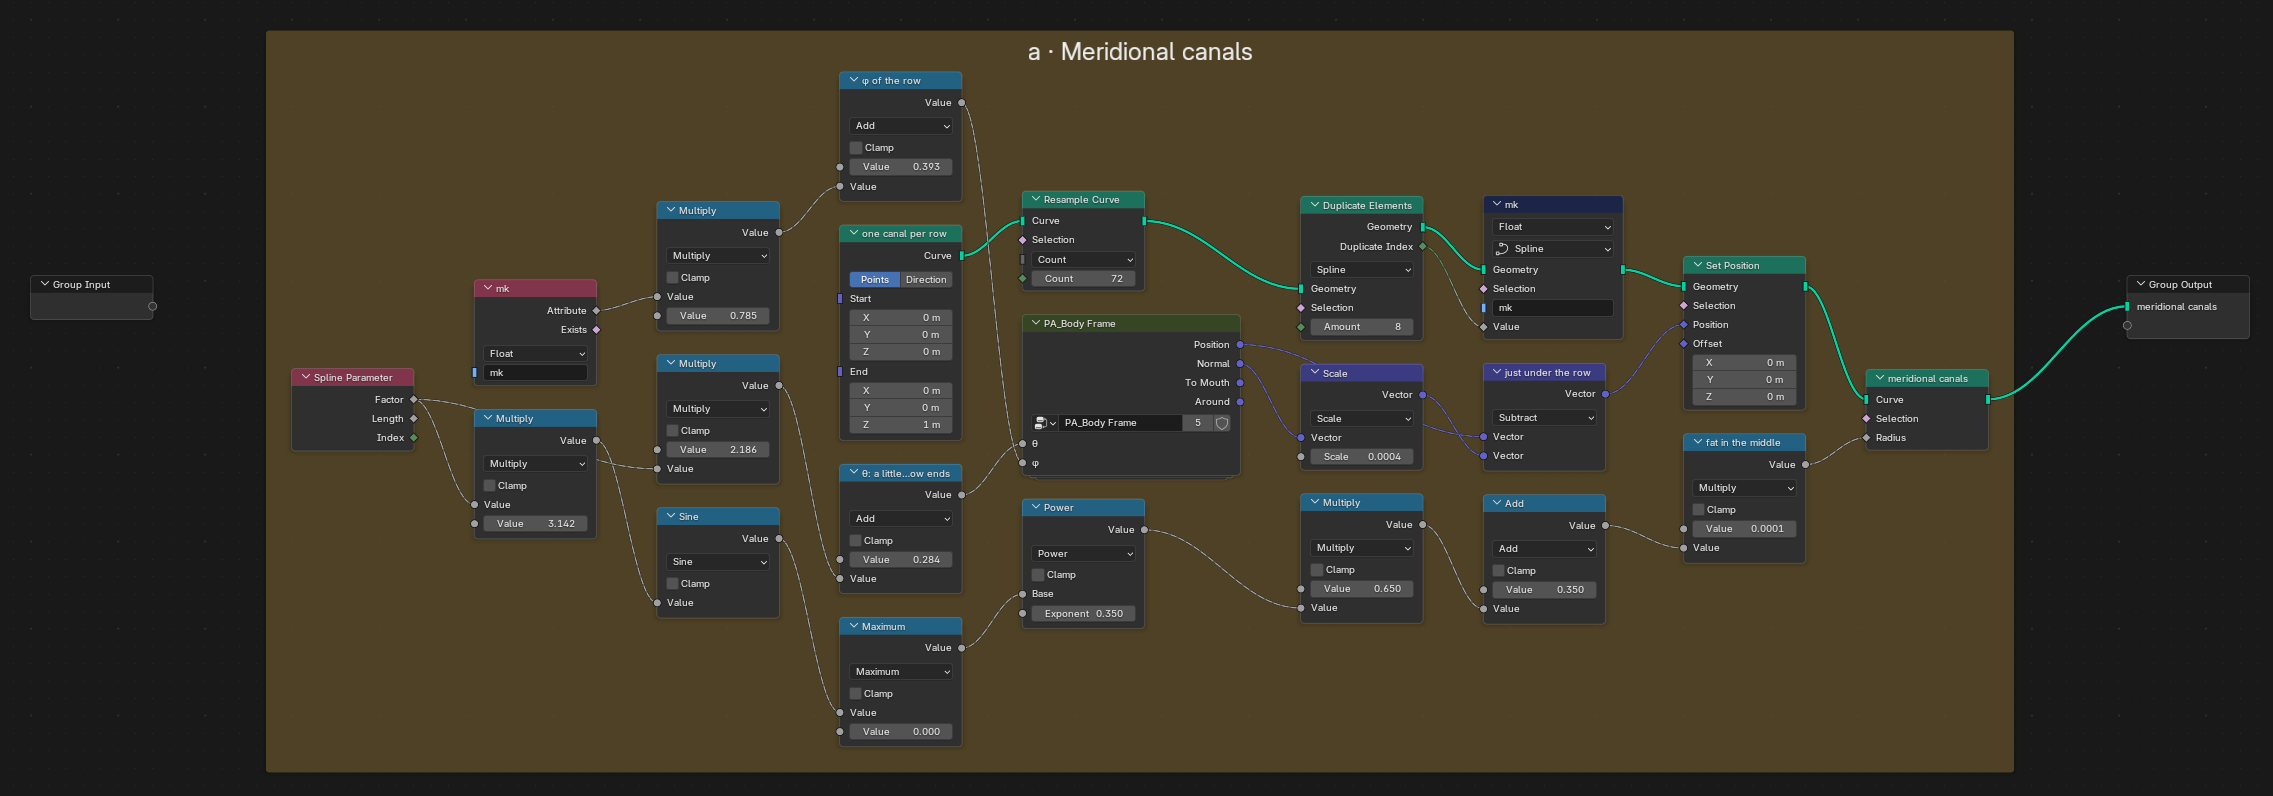 a · Meridional canals
Group Input
Spline Parameter
Factor
Length
Index
mk
Attribute
Exists
Float
mk
Multiply
Value
Multiply
Clamp
Value
Value 3.142
Multiply
Value
Multiply
Clamp
Value
Value 0.785
Multiply
Value
Multiply
Clamp
Value 2.186
Value
Sine
Value
Sine
Clamp
Value
φ of the row
Value
Add
Clamp
Value 0.393
Value
one canal per row
Curve
Points Direction
Start
X 0 m
Y 0 m
Z 0 m
End
X 0 m
Y 0 m
Z 1 m
θ: a little...ow ends
Value
Add
Clamp
Value 0.284
Value
Maximum
Value
Maximum
Clamp
Value
Value 0.000
Resample Curve
Curve
Selection
Count
Count 72
PA_Body Frame
Position
Normal
To Mouth
Around
PA_Body Frame 5
θ
φ
Power
Value
Power
Clamp
Base
Exponent 0.350
Duplicate Elements
Geometry
Duplicate Index
Spline
Geometry
Selection
Amount 8
Scale
Vector
Scale
Vector
Scale 0.0004
Multiply
Value
Multiply
Clamp
Value 0.650
Value
mk
Float
Spline
Geometry
Selection
mk
Value
just under the row
Vector
Subtract
Vector
Vector
Add
Value
Add
Clamp
Value 0.350
Value
Set Position
Geometry
Selection
Position
Offset
X 0 m
Y 0 m
Z 0 m
fat in the middle
Value
Multiply
Clamp
Value 0.0001
Value
meridional canals
Curve
Selection
Radius
Group Output
meridional canals